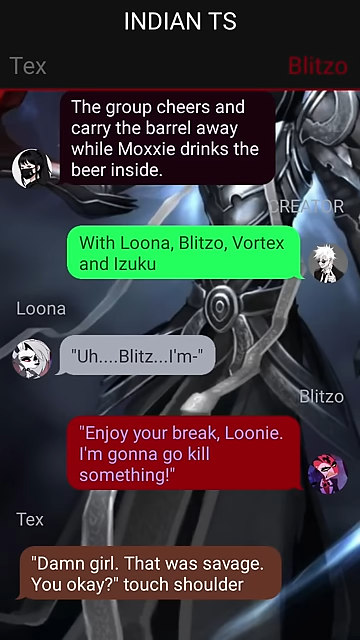 INDIAN TS
Tex
Blitzo
The group cheers and
carry the barrel away
while Moxxie drinks the
beer inside.
CREATOR
With Loona, Blitzo, Vortex
and Izuku
Loona
"Uh....Blitz...I'm-"
Blitzo
"Enjoy your break, Loonie.
I'm gonna go kill
something!"
Tex
"Damn girl. That was savage.
You okay?" touch shoulder